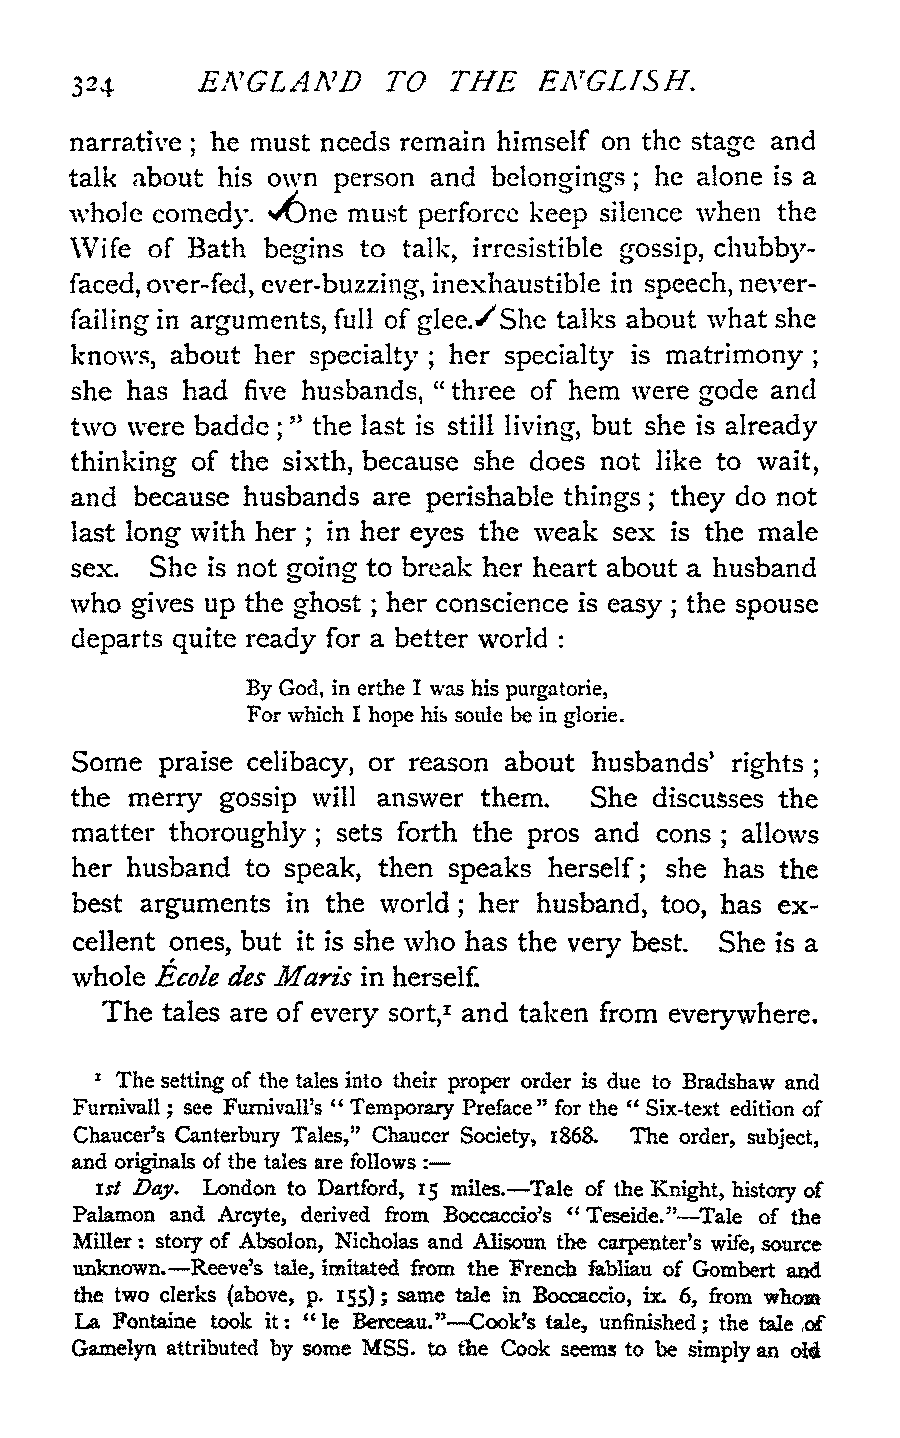 324 ENGLAND TO THE ENGLISH.
narrative ; he must needs remain himself on the stage and
talk about his own person and belongings ; he alone is a
whole comedy. One must perforce keep silence when the
Wife of Bath begins to talk, irresistible gossip, chubby-
faced, over-fed, ever-buzzing, inexhaustible in speech, never-
failing in arguments, full of glee. She talks about what she
knows, about her specialty ; her specialty is matrimony ;
she has had five husbands, “ three of hem were gode and
two were badde ; ” the last is still living, but she is already
thinking of the sixth, because she does not like to wait,
and because husbands are perishable things ; they do not
last long with her ; in her eyes the weak sex is the male
sex. She is not going to break her heart about a husband
who gives up the ghost ; her conscience is easy ; the spouse
departs quite ready for a better world :
By God, in erthe I was his purgatorie,
For which I hope his soule be in glorie.
Some praise celibacy, or reason about husbands’ rights ;
the merry gossip will answer them. She discusses the
matter thoroughly ; sets forth the pros and cons ; allows
her husband to speak, then speaks herself ; she has the
best arguments in the world ; her husband, too, has ex-
cellent ones, but it is she who has the very best. She is a
whole École des Maris in herself.
The tales are of every sort,¹ and taken from everywhere.
¹ The setting of the tales into their proper order is due to Bradshaw and
Furnivall ; see Furnivall’s “ Temporary Preface ” for the “ Six-text edition of
Chaucer’s Canterbury Tales,” Chaucer Society, 1868. The order, subject,
and originals of the tales are follows :—
1st Day. London to Dartford, 15 miles.—Tale of the Knight, history of
Palamon and Arcyte, derived from Boccaccio’s “ Teseide.”—Tale of the
Miller : story of Absolon, Nicholas and Alisoun the carpenter’s wife, source
unknown.—Reeve’s tale, imitated from the French fabliau of Gombert and
the two clerks (above, p. 155) ; same tale in Boccaccio, ix. 6, from whom
La Fontaine took it : “ le Berceau.”—Cook’s tale, unfinished ; the tale of
Gamelyn attributed by some MSS. to the Cook seems to be simply an old